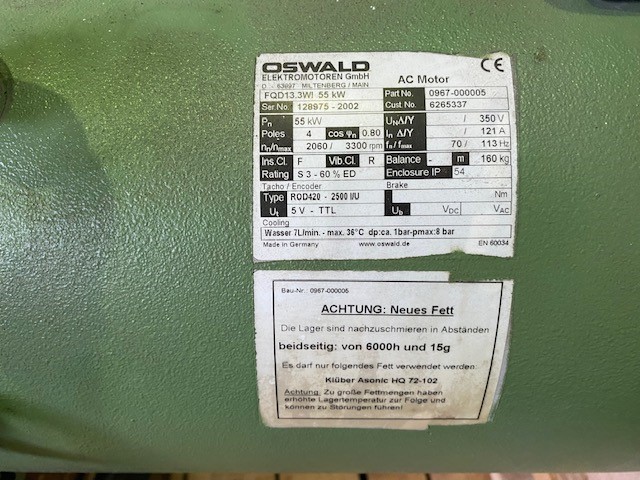 OSWALD
ELEKTROMOTOREN GmbH
D - 63897 MILTENBERG / MAIN
AC Motor
CE
FQD13.3WI 55 kW
Part No. 0967-000005
Ser.No. 128975 - 2002
Cust. No. 6265337
Pn 55 kW
UN Δ/Y / 350 V
Poles 4 cos φn 0.80
In Δ/Y / 121 A
nn/nmax 2060 / 3300 rpm
fn / fmax 70 / 113 Hz
Ins.Cl. F Vib.Cl. R
Balance - m 160 kg
Rating S 3 - 60 % ED
Enclosure IP 54
Tacho / Encoder
Brake
Type ROD420 - 2500 I/U
Nm
Ut 5 V - TTL
Ub VDC VAC
Cooling
Wasser 7L/min. - max. 36°C dp:ca. 1bar-pmax:8 bar
Made in Germany www.oswald.de EN 60034
Bau-Nr.: 0967-000005
ACHTUNG: Neues Fett
Die Lager sind nachzuschmieren in Abständen
beidseitig: von 6000h und 15g
Es darf nur folgendes Fett verwendet werden:
Klüber Asonic HQ 72-102
Achtung: Zu große Fettmengen haben
erhöhte Lagertemperatur zur Folge und
können zu Störungen führen!